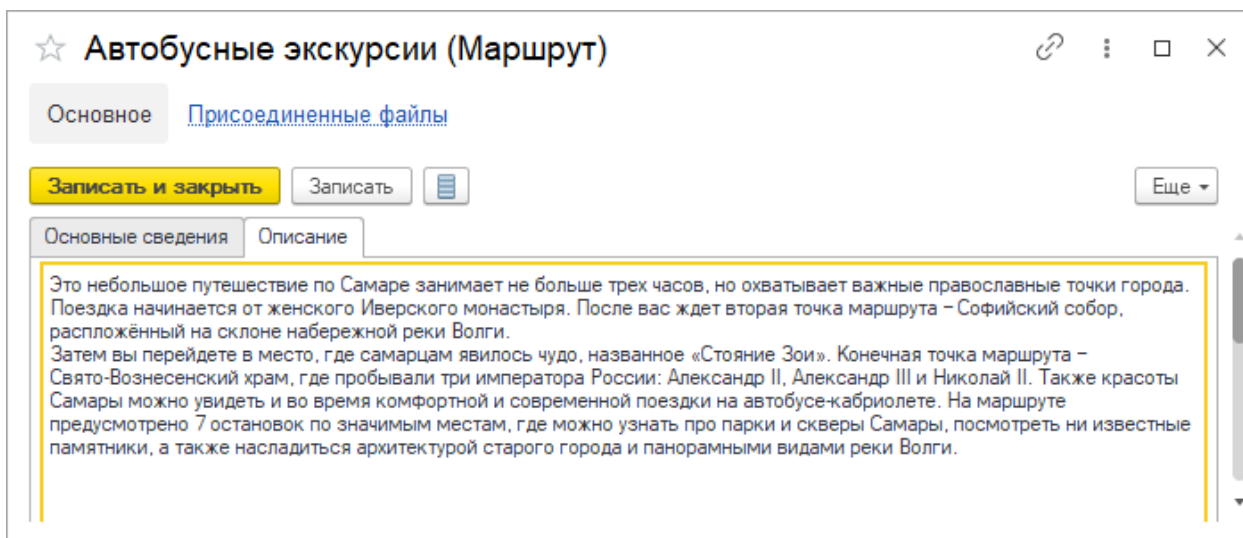 Автобусные экскурсии (Маршрут)
Основное Присоединенные файлы
Записать и закрыть Записать Еще
Основные сведения Описание
Это небольшое путешествие по Самаре занимает не больше трех часов, но охватывает важные православные точки города.
Поездка начинается от женского Иверского монастыря. После вас ждет вторая точка маршрута – Софийский собор,
распложённый на склоне набережной реки Волги.
Затем вы перейдете в место, где самарцам явилось чудо, названное «Стояние Зои». Конечная точка маршрута –
Свято-Вознесенский храм, где пробывали три императора России: Александр II, Александр III и Николай II. Также красоты
Самары можно увидеть и во время комфортной и современной поездки на автобусе-кабриолете. На маршруте
предусмотрено 7 остановок по значимым местам, где можно узнать про парки и скверы Самары, посмотреть ни известные
памятники, а также насладиться архитектурой старого города и панорамными видами реки Волги.